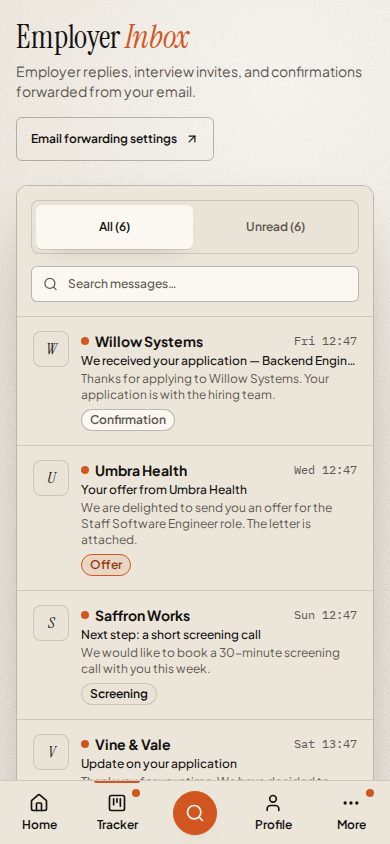 Employer Inbox
Employer replies, interview invites, and confirmations
forwarded from your email.
Email forwarding settings
All (6)
Unread (6)
Search messages…
W
Willow Systems
Fri 12:47
We received your application — Backend Engin…
Thanks for applying to Willow Systems. Your
application is with the hiring team.
Confirmation
U
Umbra Health
Wed 12:47
Your offer from Umbra Health
We are delighted to send you an offer for the
Staff Software Engineer role. The letter is
attached.
Offer
S
Saffron Works
Sun 12:47
Next step: a short screening call
We would like to book a 30-minute screening
call with you this week.
Screening
V
Vine & Vale
Sat 13:47
Update on your application
Home
Tracker
Profile
More